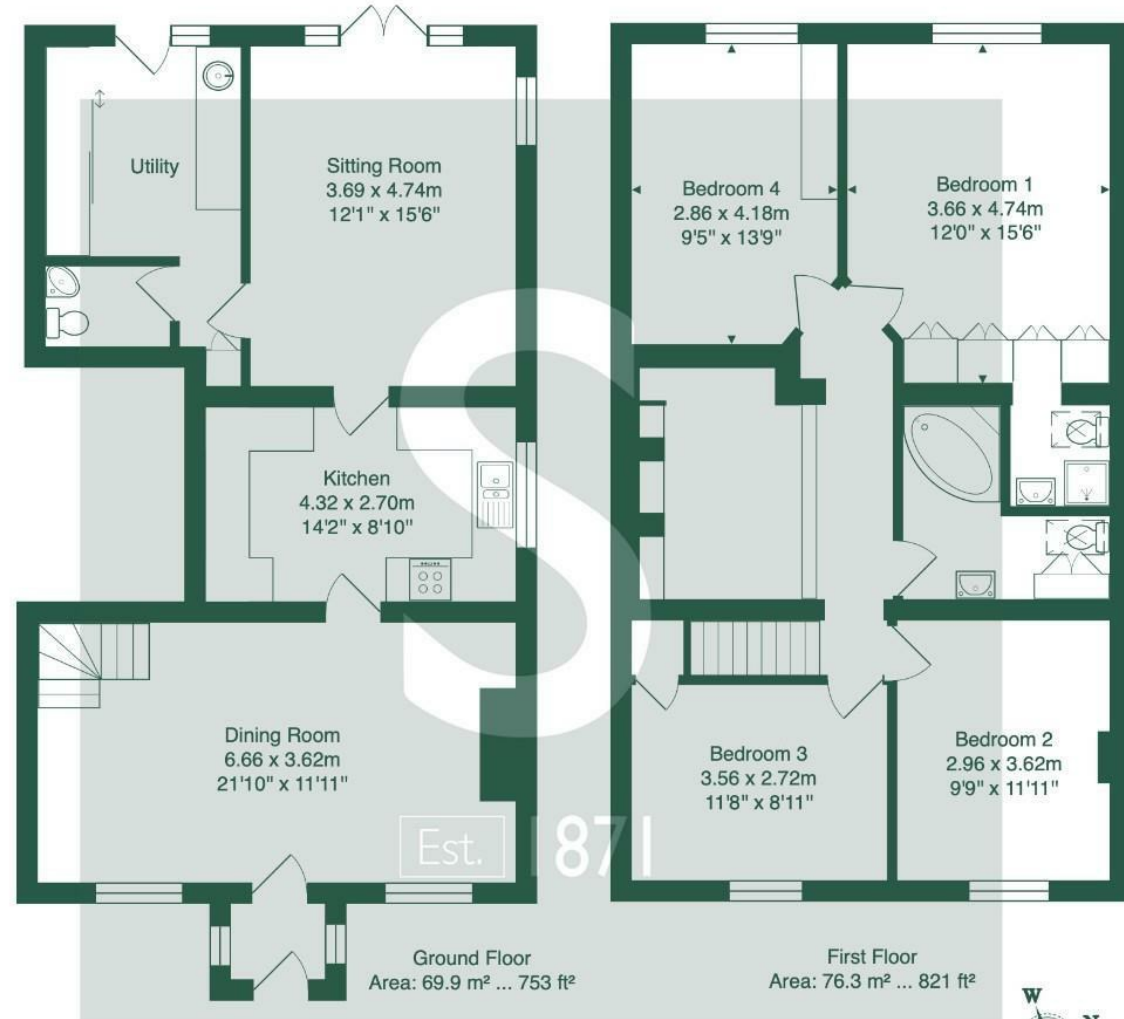 Utility
Sitting Room
3.69 x 4.74m
12'1" x 15'6"
Kitchen
4.32 x 2.70m
14'2" x 8'10"
Dining Room
6.66 x 3.62m
21'10" x 11'11"
Ground Floor
Area: 69.9 m² ... 753 ft²
Bedroom 4
2.86 x 4.18m
9'5" x 13'9"
Bedroom 1
3.66 x 4.74m
12'0" x 15'6"
Bedroom 3
3.56 x 2.72m
11'8" x 8'11"
Bedroom 2
2.96 x 3.62m
9'9" x 11'11"
First Floor
Area: 76.3 m² ... 821 ft²
S
Est. 1871
W
N